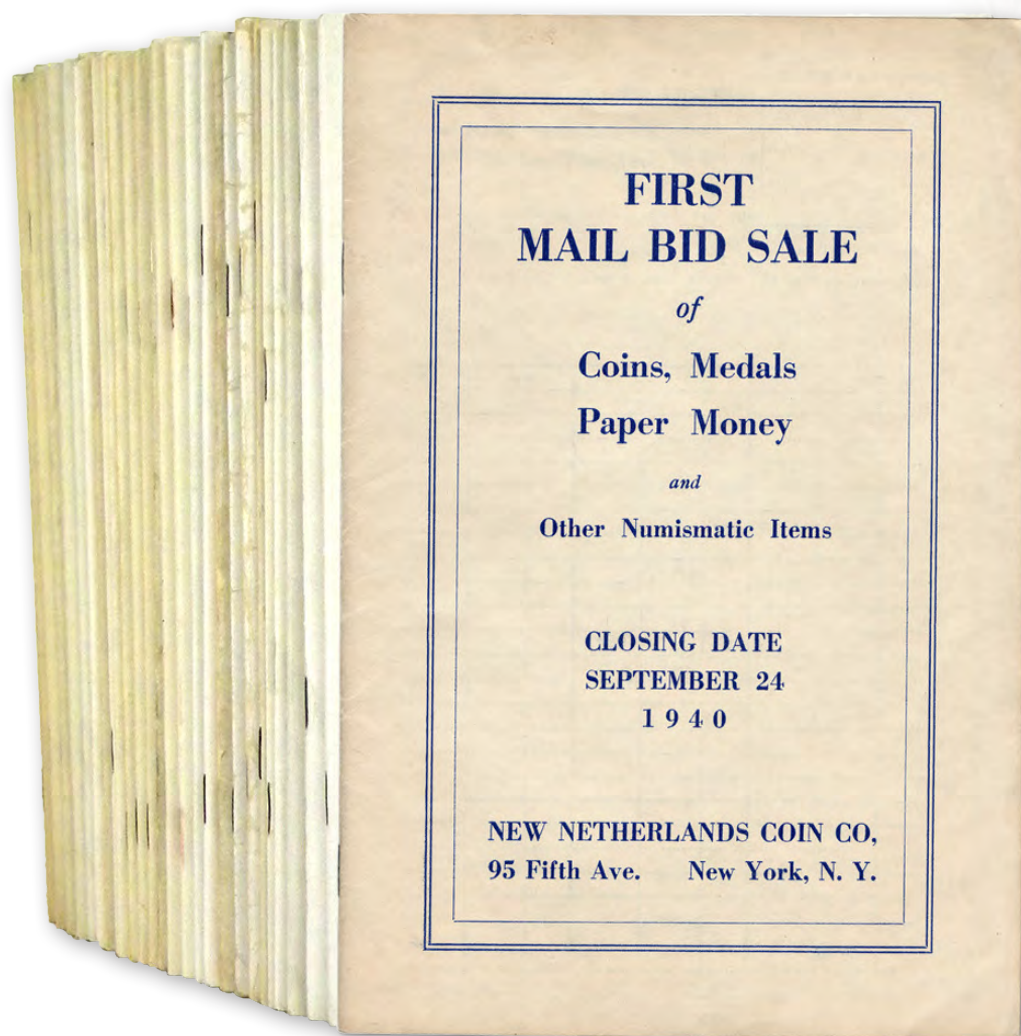 FIRST
MAIL BID SALE
of
Coins, Medals
Paper Money
and
Other Numismatic Items
CLOSING DATE
SEPTEMBER 24
1940
NEW NETHERLANDS COIN CO,
95 Fifth Ave. New York, N. Y.